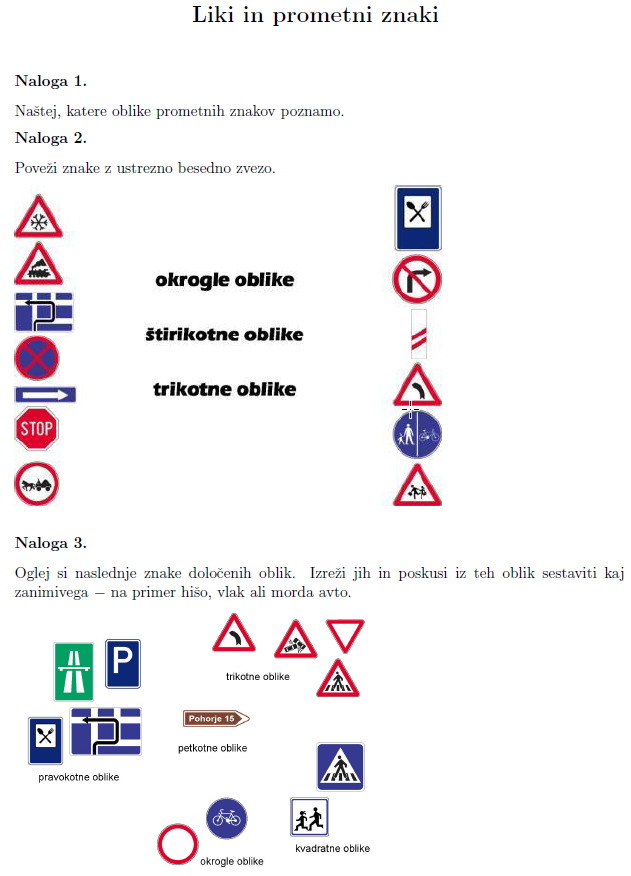 Liki in prometni znaki
Naloga 1.
Naštej, katere oblike prometnih znakov poznamo.
Naloga 2.
Poveži znake z ustrezno besedno zvezo.
okrogle oblike
štirikotne oblike
trikotne oblike
STOP
Naloga 3.
Oglej si naslednje znake določenih oblik. Izreži jih in poskusi iz teh oblik sestaviti kaj
zanimivega − na primer hišo, vlak ali morda avto.
P
trikotne oblike
Pohorje 15
petkotne oblike
pravokotne oblike
kvadratne oblike
okrogle oblike